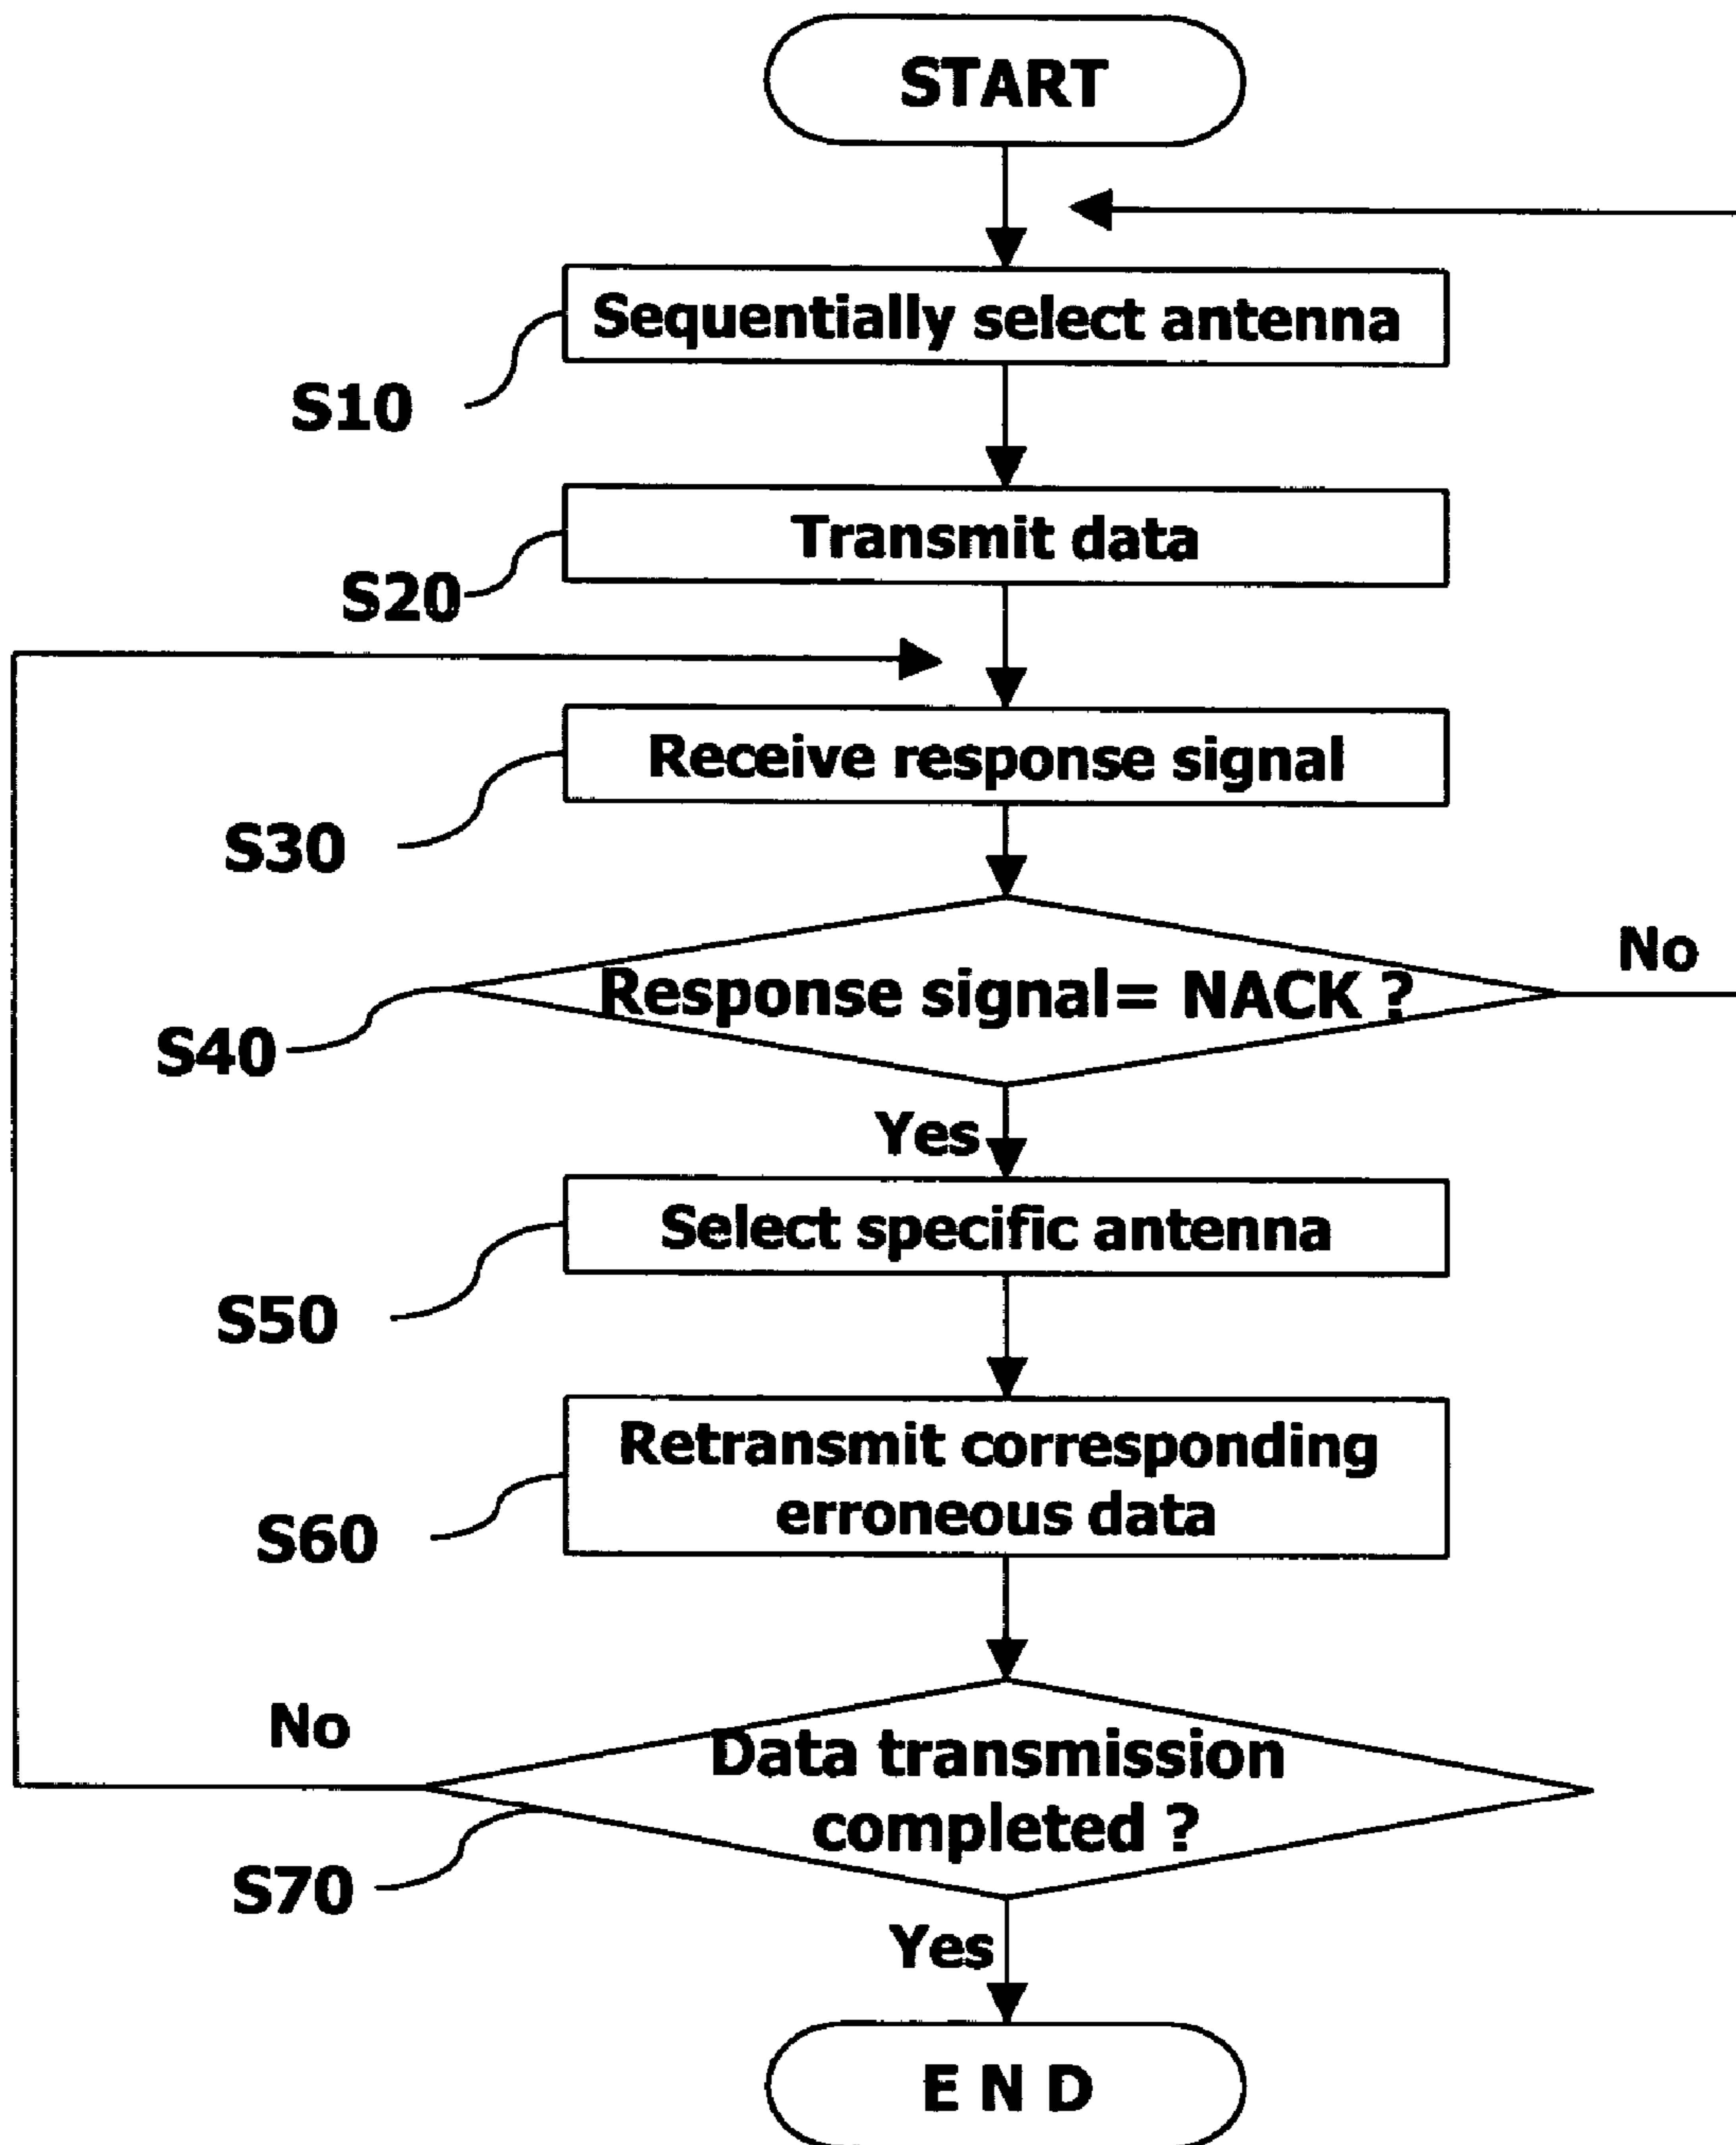 START
Sequentially select antenna
S10
Transmit data
S20
Receive response signal
S30
No
Response signal= NACK ?
S40
Yes
Select specific antenna
S50
Retransmit corresponding
erroneous data
S60
No
Data transmission
completed ?
S70
Yes
E N D